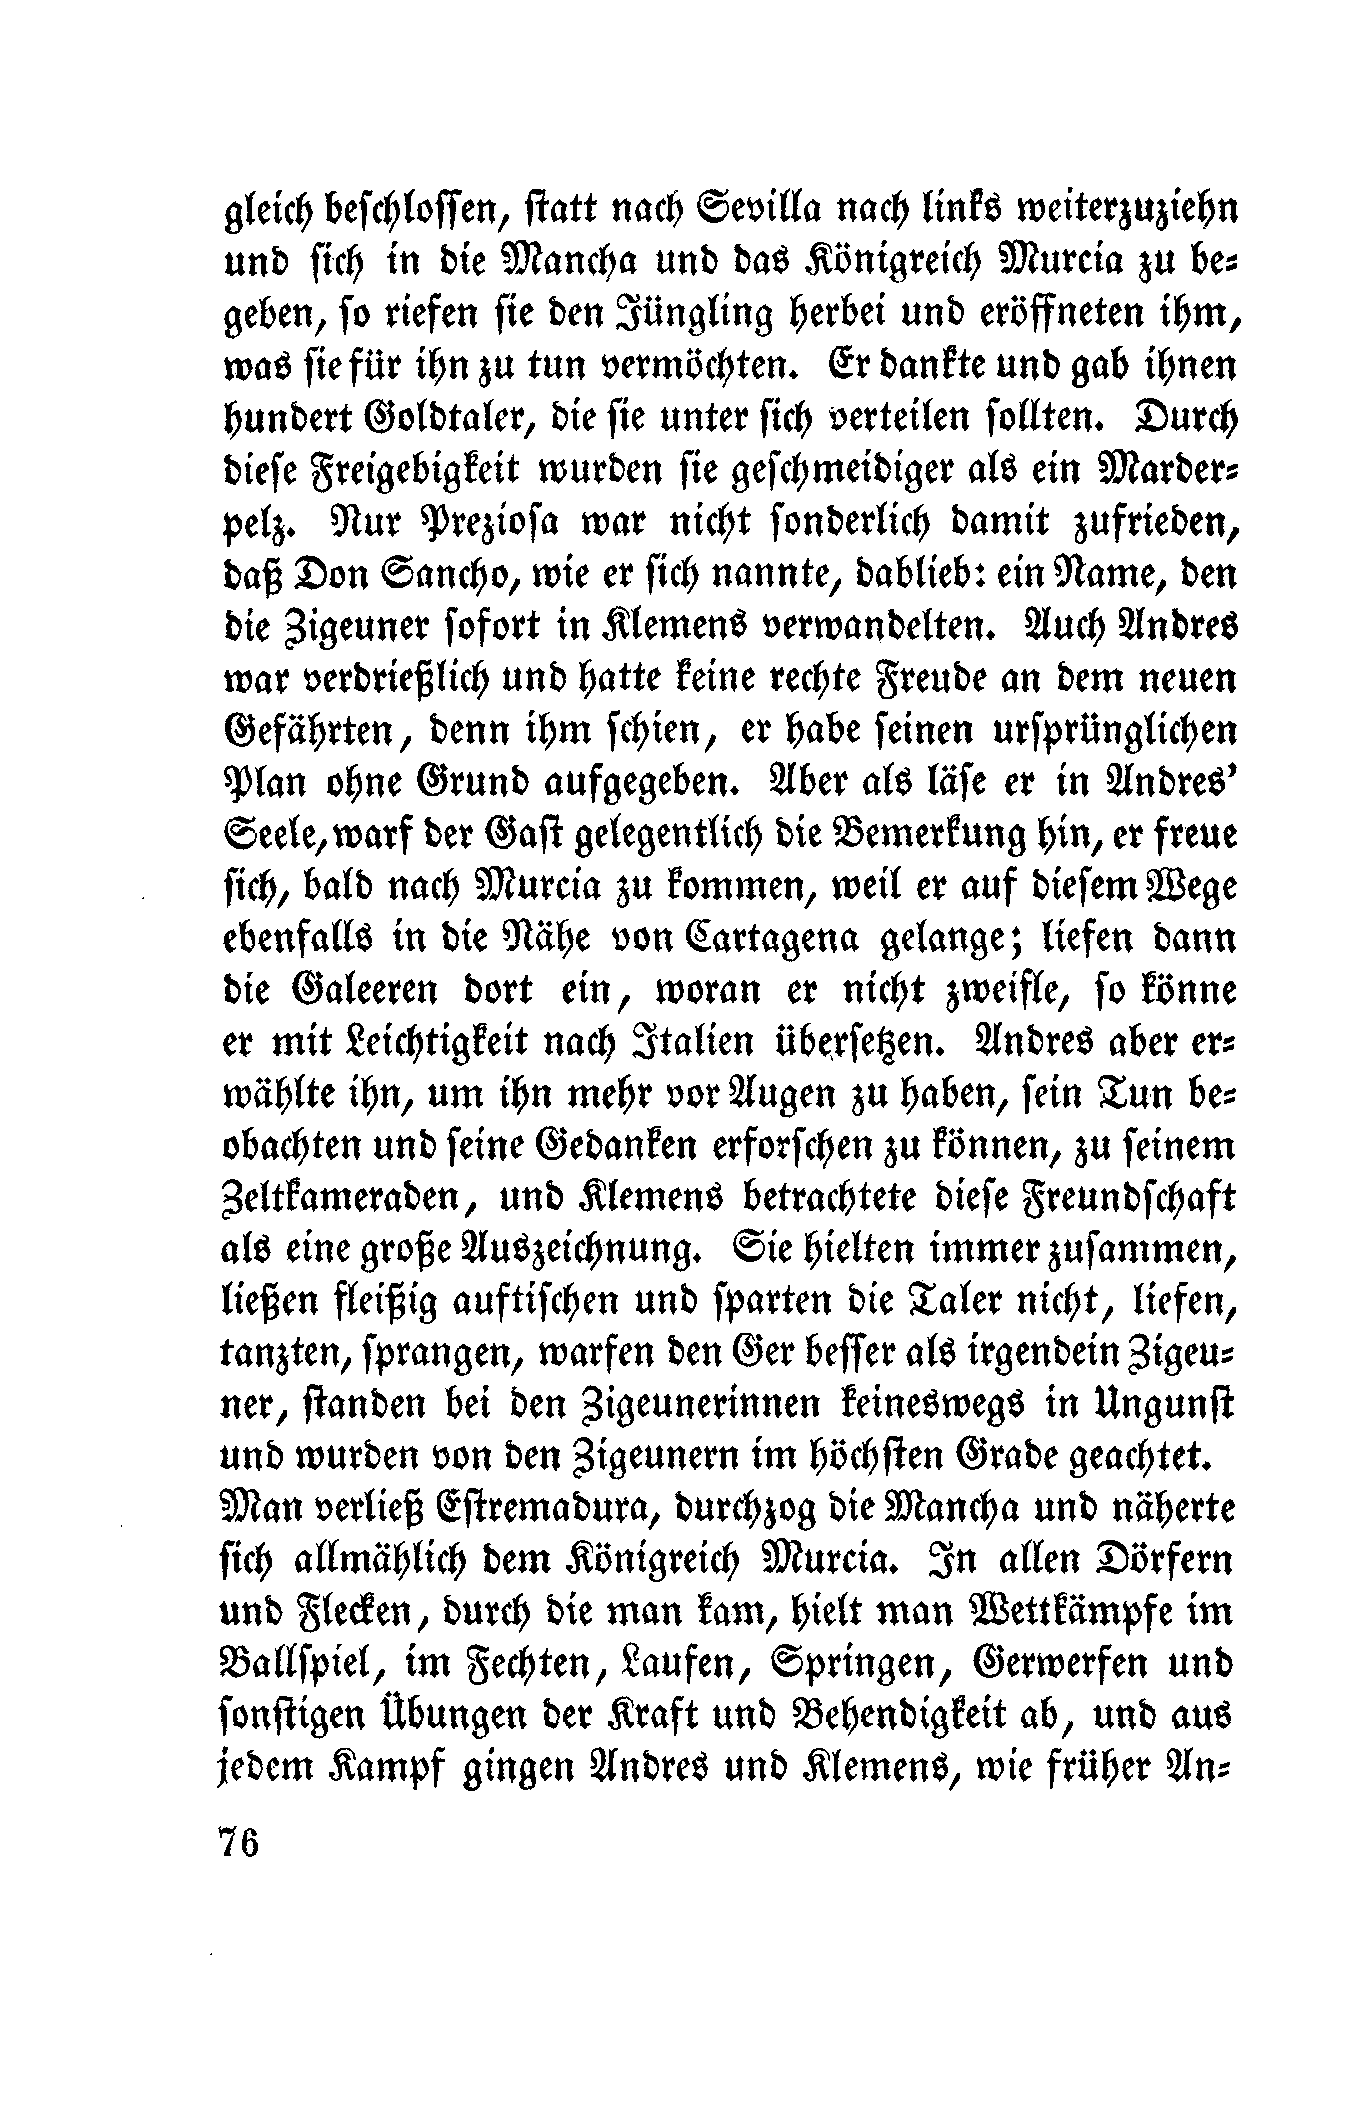 gleich beschlossen, statt nach Sevilla nach links weiterzuziehn
und sich in die Mancha und das Königreich Murcia zu be⸗
geben, so riefen sie den Jüngling herbei und eröffneten ihm,
was sie für ihn zu tun vermöchten. Er dankte und gab ihnen
hundert Goldtaler, die sie unter sich verteilen sollten. Durch
diese Freigebigkeit wurden sie geschmeidiger als ein Marder⸗
pelz. Nur Preziosa war nicht sonderlich damit zufrieden,
daß Don Sancho, wie er sich nannte, dablieb: ein Name, den
die Zigeuner sofort in Klemens verwandelten. Auch Andres
war verdrießlich und hatte keine rechte Freude an dem neuen
Gefährten, denn ihm schien, er habe seinen ursprünglichen
Plan ohne Grund aufgegeben. Aber als läse er in Andres’
Seele, warf der Gast gelegentlich die Bemerkung hin, er freue
sich, bald nach Murcia zu kommen, weil er auf diesem Wege
ebenfalls in die Nähe von Cartagena gelange; liefen dann
die Galeeren dort ein, woran er nicht zweifle, so könne
er mit Leichtigkeit nach Italien übersetzen. Andres aber er⸗
wählte ihn, um ihn mehr vor Augen zu haben, sein Tun be⸗
obachten und seine Gedanken erforschen zu können, zu seinem
Zeltkameraden, und Klemens betrachtete diese Freundschaft
als eine große Auszeichnung. Sie hielten immer zusammen,
ließen fleißig auftischen und sparten die Taler nicht, liefen,
tanzten, sprangen, warfen den Ger besser als irgendein Zigeu⸗
ner, standen bei den Zigeunerinnen keineswegs in Ungunst
und wurden von den Zigeunern im höchsten Grade geachtet.
Man verließ Estremadura, durchzog die Mancha und näherte
sich allmählich dem Königreich Murcia. In allen Dörfern
und Flecken, durch die man kam, hielt man Wettkämpfe im
Ballspiel, im Fechten, Laufen, Springen, Gerwerfen und
sonstigen Übungen der Kraft und Behendigkeit ab, und aus
jedem Kampf gingen Andres und Klemens, wie früher An⸗
76